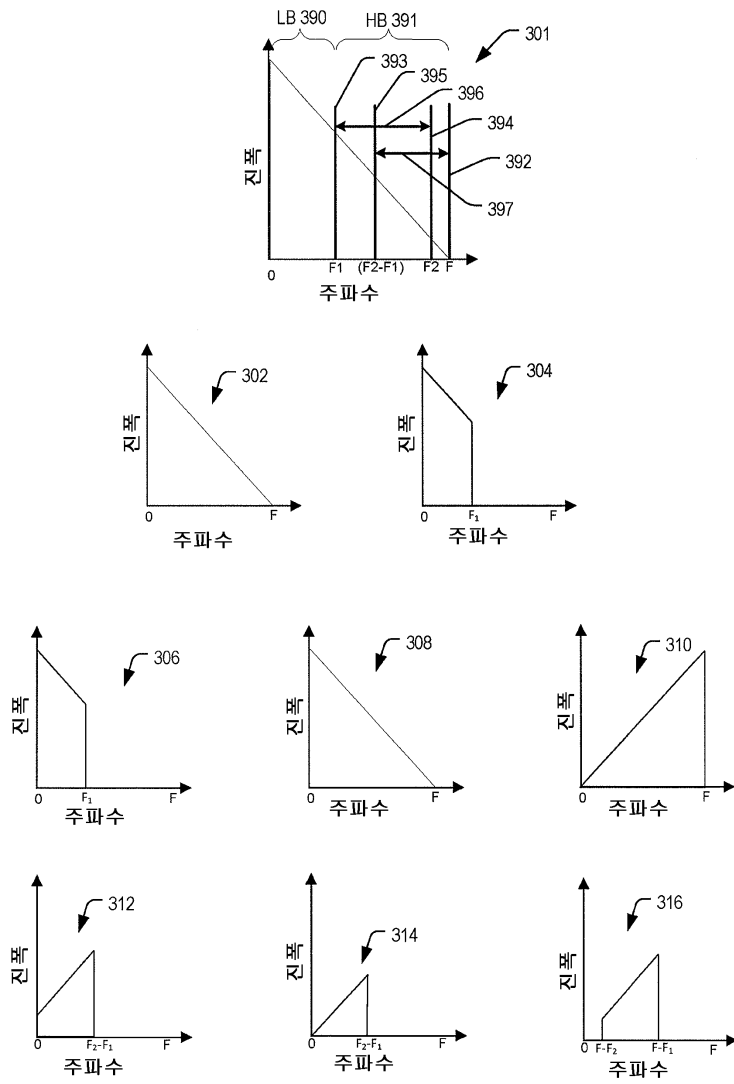 LB 390
HB 391
301
393
395
396
394
392
397
진폭
0
F1
(F2-F1)
F2
F
주파수
302
진폭
0
F
주파수
304
진폭
0
F₁
F
주파수
306
진폭
0
F₁
F
주파수
308
진폭
0
F
주파수
310
진폭
0
F
주파수
312
진폭
0
F₂-F₁
F
주파수
314
진폭
0
F₂-F₁
F
주파수
316
진폭
0
F-F₂
F-F₁
F
주파수